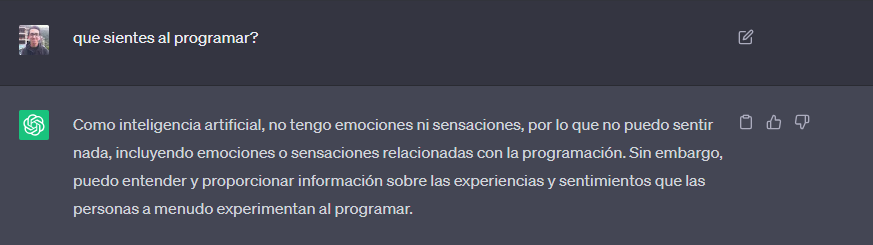 que sientes al programar?
Como inteligencia artificial, no tengo emociones ni sensaciones, por lo que no puedo sentir
nada, incluyendo emociones o sensaciones relacionadas con la programación. Sin embargo,
puedo entender y proporcionar información sobre las experiencias y sentimientos que las
personas a menudo experimentan al programar.